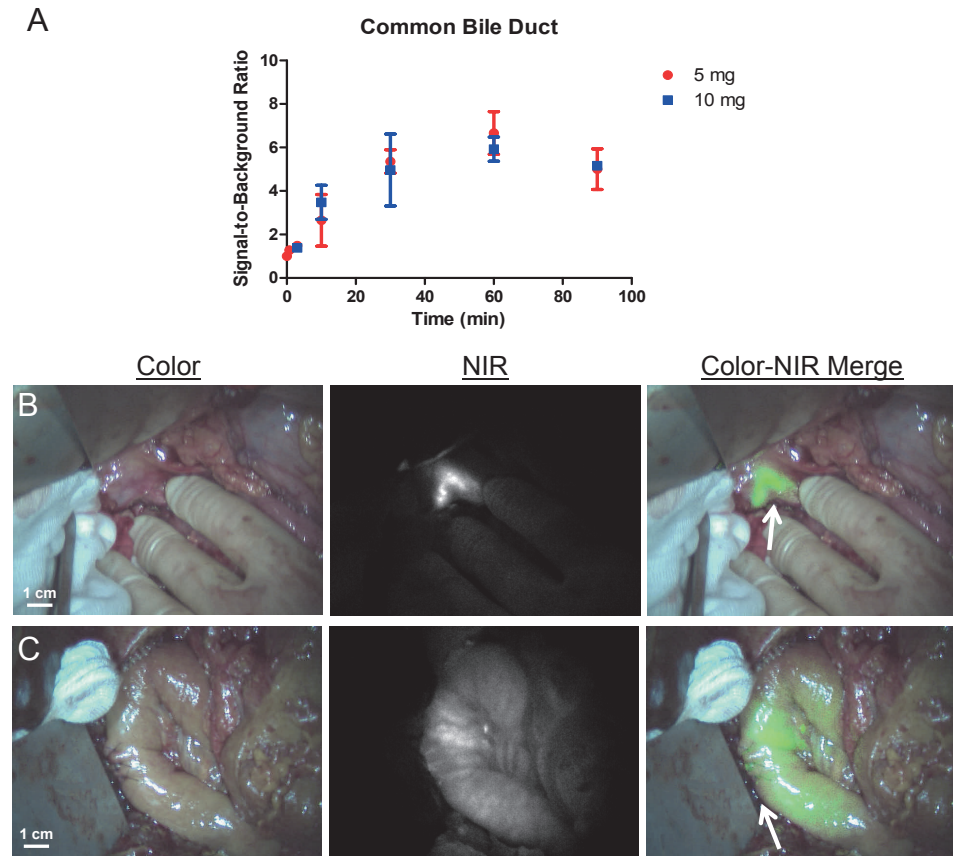 A
Common Bile Duct
Signal-to-Background Ratio
10
8
6
4
2
0
0 20 40 60 80 100
Time (min)
5 mg
10 mg
Color NIR Color-NIR Merge
B
1 cm
C
1 cm